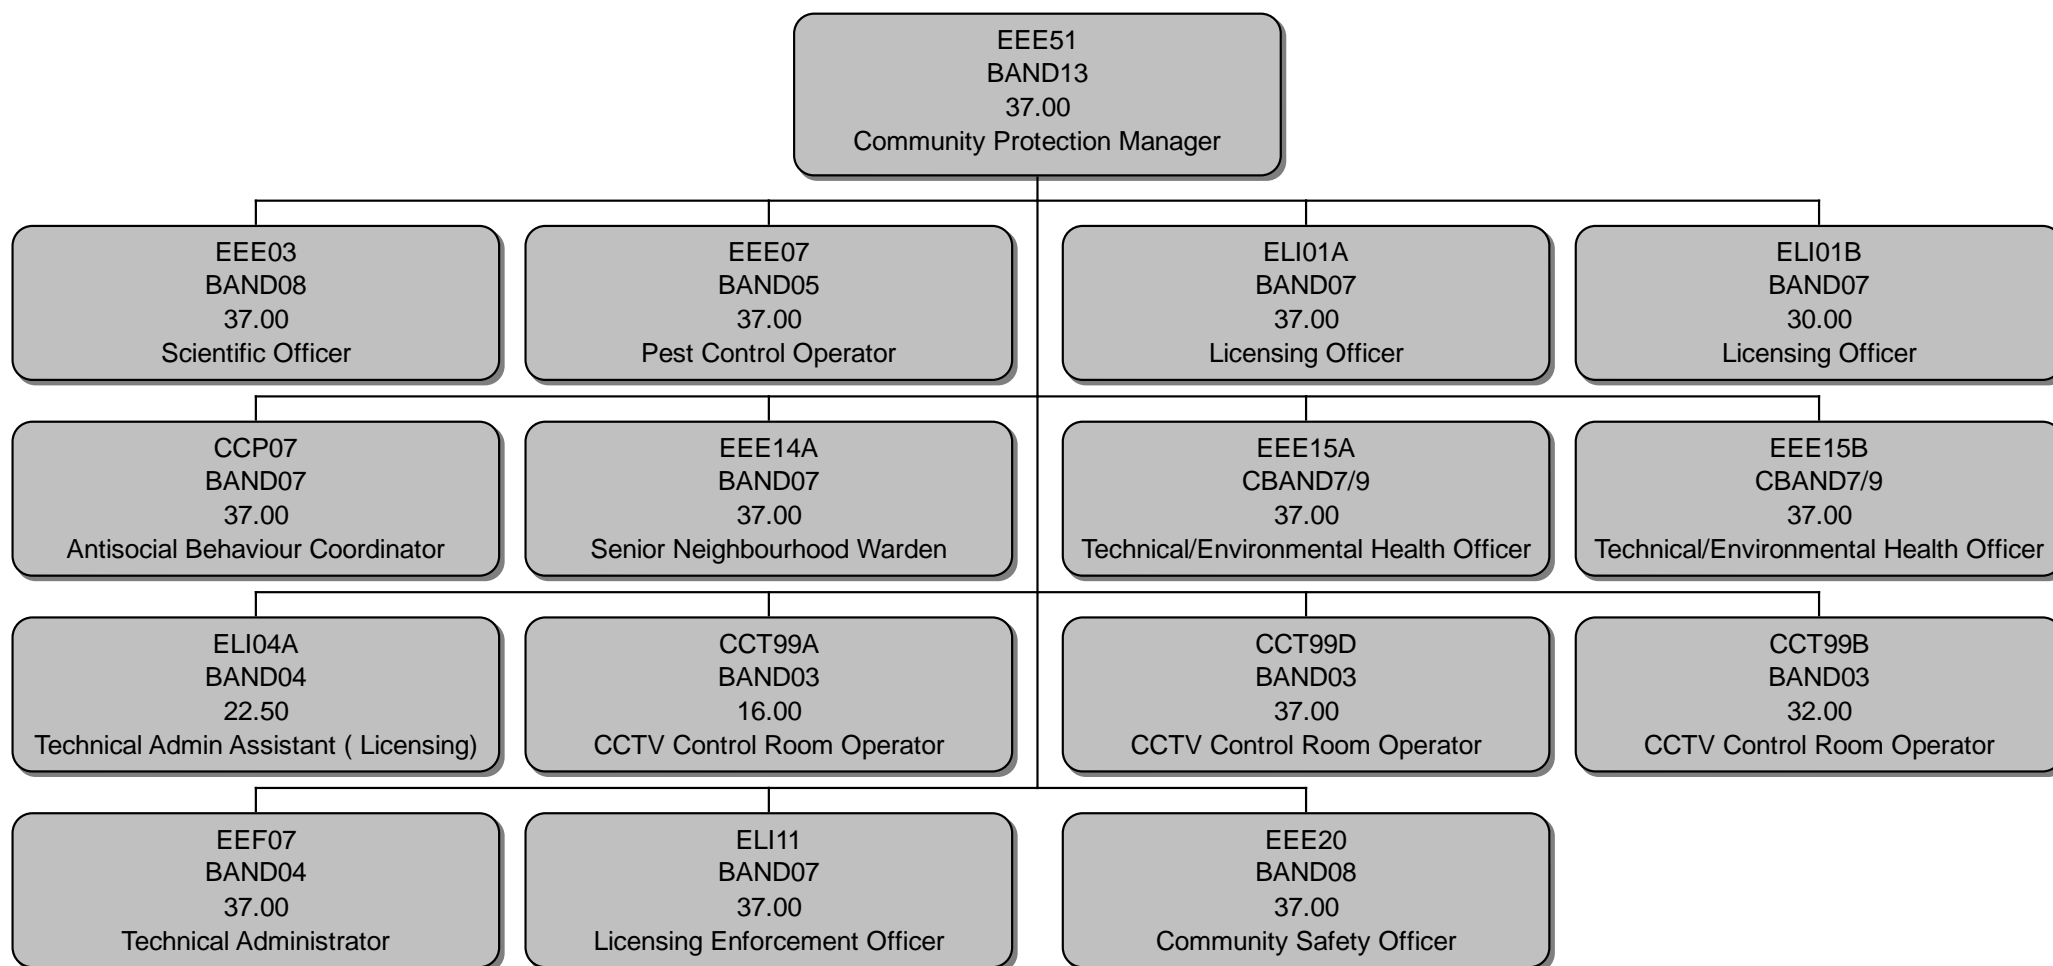 EEE51
BAND13
37.00
Community Protection Manager
EEE03
BAND08
37.00
Scientific Officer
EEE07
BAND05
37.00
Pest Control Operator
ELI01A
BAND07
37.00
Licensing Officer
ELI01B
BAND07
30.00
Licensing Officer
CCP07
BAND07
37.00
Antisocial Behaviour Coordinator
EEE14A
BAND07
37.00
Senior Neighbourhood Warden
EEE15A
CBAND7/9
37.00
Technical/Environmental Health Officer
EEE15B
CBAND7/9
37.00
Technical/Environmental Health Officer
ELI04A
BAND04
22.50
Technical Admin Assistant ( Licensing)
CCT99A
BAND03
16.00
CCTV Control Room Operator
CCT99D
BAND03
37.00
CCTV Control Room Operator
CCT99B
BAND03
32.00
CCTV Control Room Operator
EEF07
BAND04
37.00
Technical Administrator
ELI11
BAND07
37.00
Licensing Enforcement Officer
EEE20
BAND08
37.00
Community Safety Officer